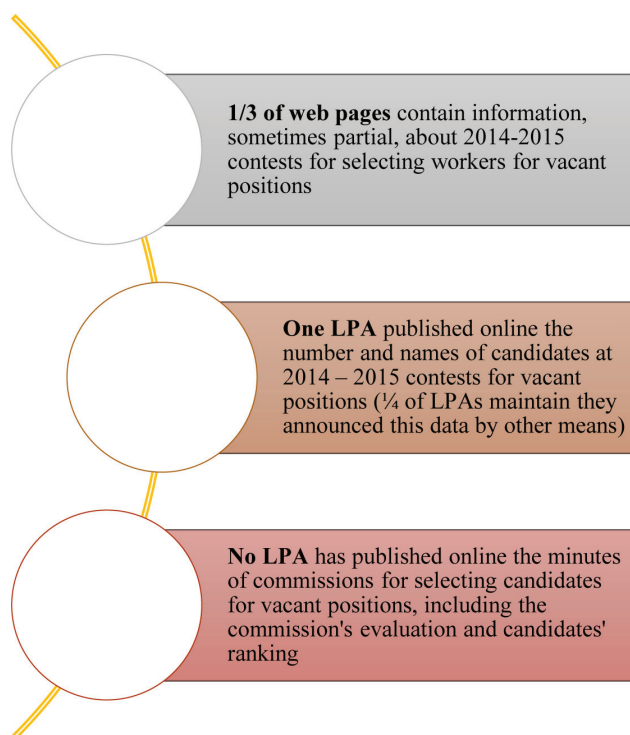 1/3 of web pages contain information,
sometimes partial, about 2014-2015
contests for selecting workers for vacant
positions
One LPA published online the
number and names of candidates at
2014 – 2015 contests for vacant
positions (¼ of LPAs maintain they
announced this data by other means)
No LPA has published online the minutes
of commissions for selecting candidates
for vacant positions, including the
commission's evaluation and candidates'
ranking